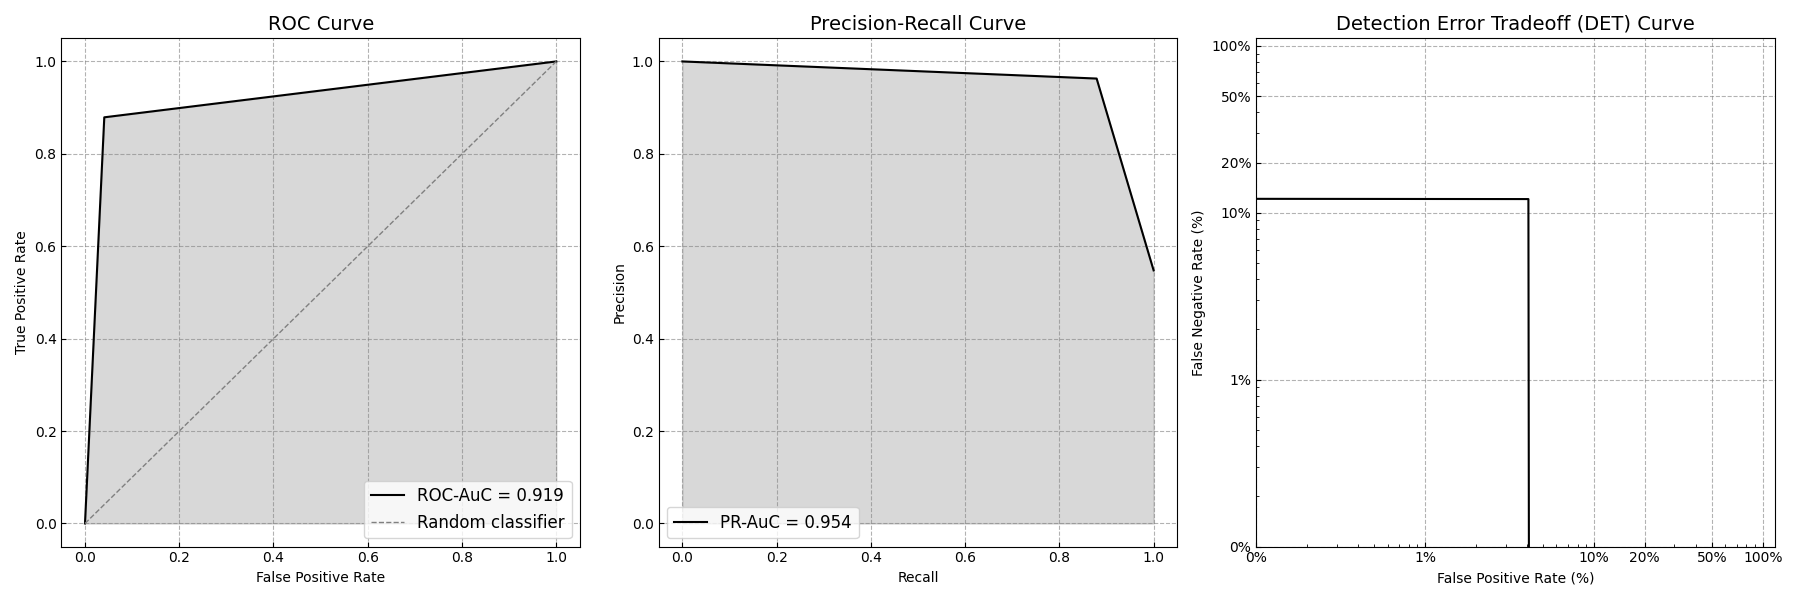 ROC Curve
True Positive Rate
1.0
0.8
0.6
0.4
0.2
0.0
0.0 0.2 0.4 0.6 0.8 1.0
False Positive Rate
ROC-AuC = 0.919
Random classifier
Precision-Recall Curve
Precision
1.0
0.8
0.6
0.4
0.2
0.0
0.0 0.2 0.4 0.6 0.8 1.0
Recall
PR-AuC = 0.954
Detection Error Tradeoff (DET) Curve
False Negative Rate (%)
100%
50%
20%
10%
1%
0%
0% 1% 10% 20% 50% 100%
False Positive Rate (%)